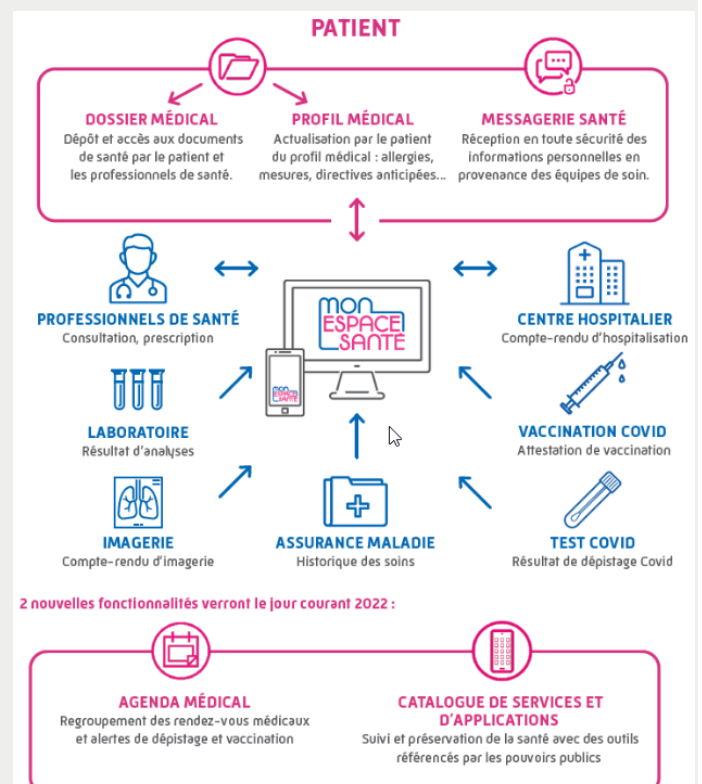 PATIENT
DOSSIER MÉDICAL
Dépôt et accès aux documents
de santé par le patient et
les professionnels de santé.
PROFIL MÉDICAL
Actualisation par le patient
du profil médical : allergies,
mesures, directives anticipées...
MESSAGERIE SANTÉ
Réception en toute sécurité des
informations personnelles en
provenance des équipes de soin.
PROFESSIONNELS DE SANTÉ
Consultation, prescription
MON
ESPACE
SANTÉ
MON
ESPACE
SANTÉ
CENTRE HOSPITALIER
Compte-rendu d'hospitalisation
LABORATOIRE
Résultat d'analyses
VACCINATION COVID
Attestation de vaccination
IMAGERIE
Compte-rendu d'imagerie
ASSURANCE MALADIE
Historique des soins
TEST COVID
Résultat de dépistage Covid
2 nouvelles fonctionnalités verront le jour courant 2022 :
AGENDA MÉDICAL
Regroupement des rendez-vous médicaux
et alertes de dépistage et vaccination
CATALOGUE DE SERVICES ET
D'APPLICATIONS
Suivi et préservation de la santé avec des outils
référencés par les pouvoirs publics